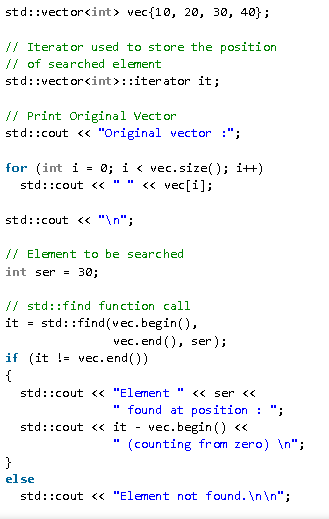 std::vector<int> vec{10, 20, 30, 40};
// Iterator used to store the position
// of searched element
std::vector<int>::iterator it;
// Print Original Vector
std::cout << "Original vector :";
for (int i = 0; i < vec.size(); i++)
std::cout << " " << vec[i];
std::cout << "\n";
// Element to be searched
int ser = 30;
// std::find function call
it = std::find(vec.begin(),
vec.end(), ser);
if (it != vec.end())
{
std::cout << "Element " << ser <<
" found at position : ";
std::cout << it - vec.begin() <<
" (counting from zero) \n";
}
else
std::cout << "Element not found.\n\n";